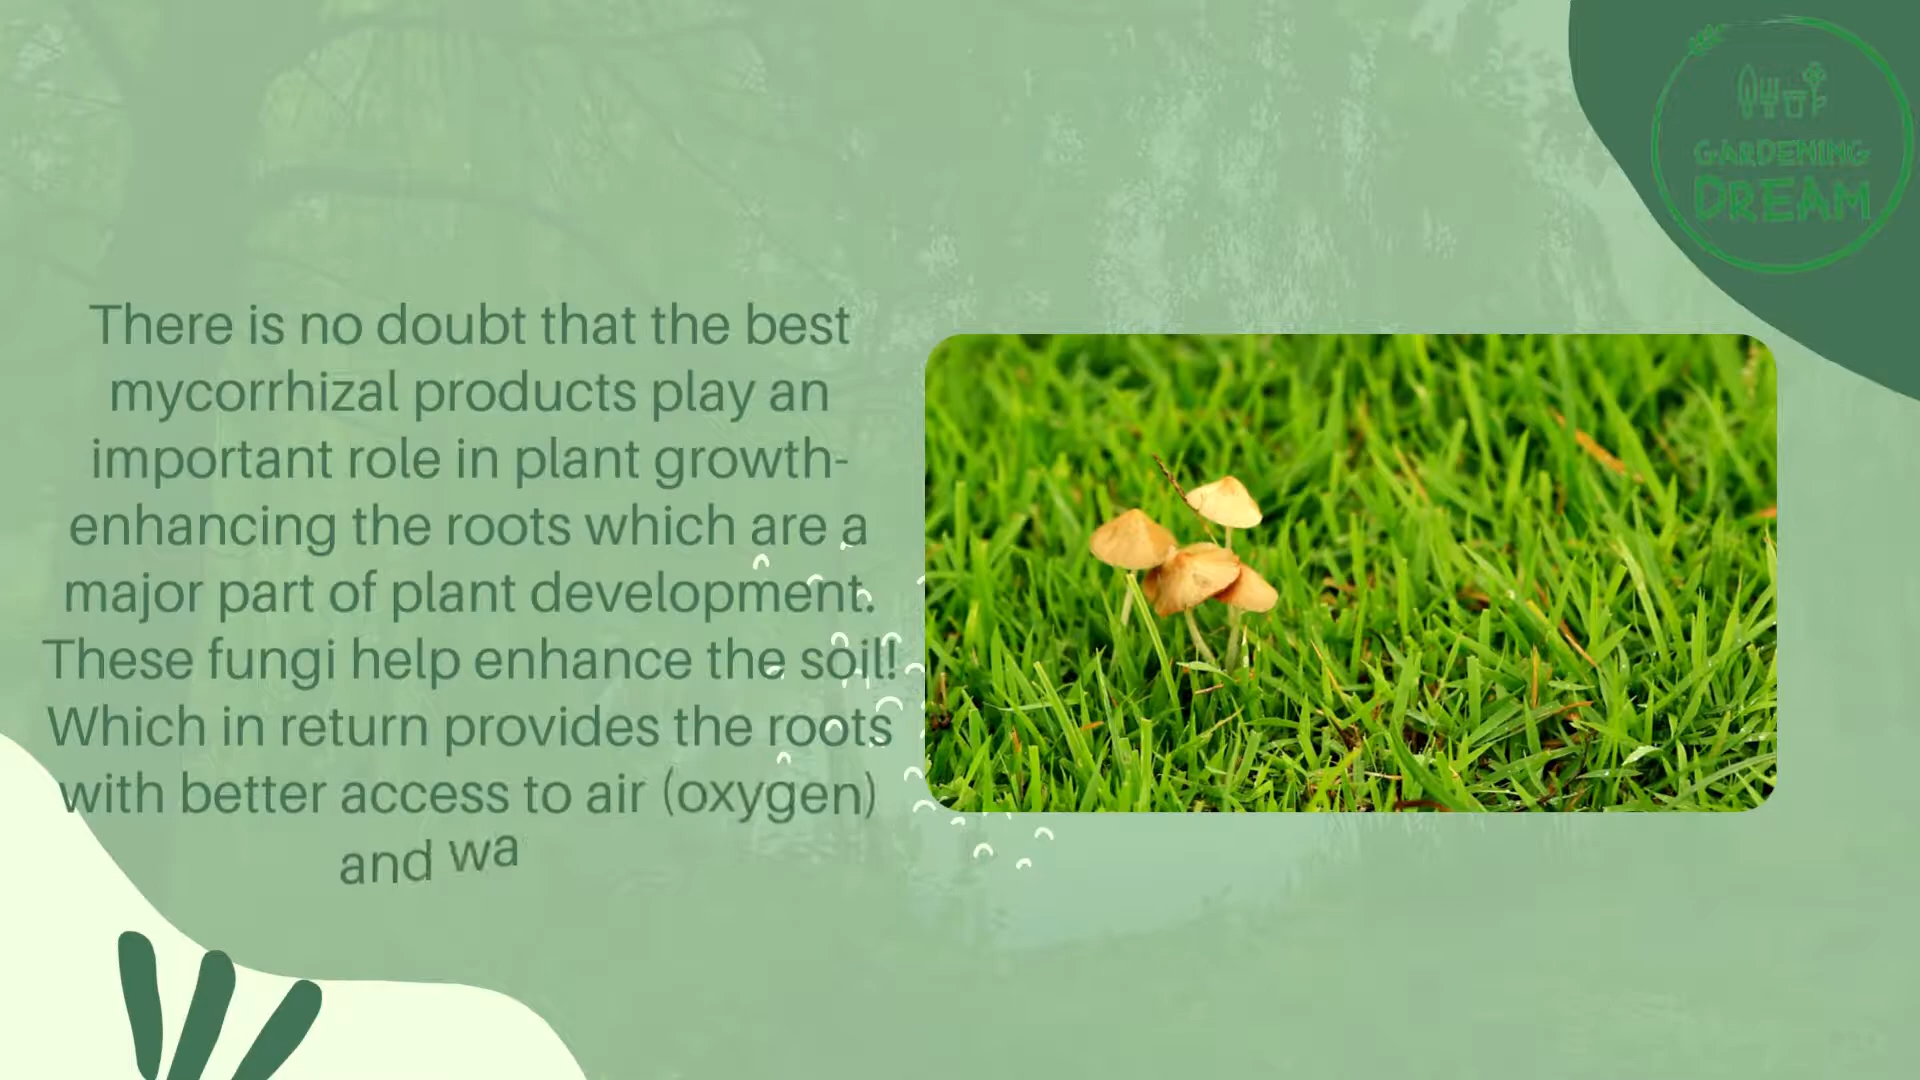 GARDENING
DREAM
There is no doubt that the best
mycorrhizal products play an
important role in plant growth-
enhancing the roots which are a
major part of plant development.
These fungi help enhance the soil!
Which in return provides the roots
with better access to air (oxygen)
and wa